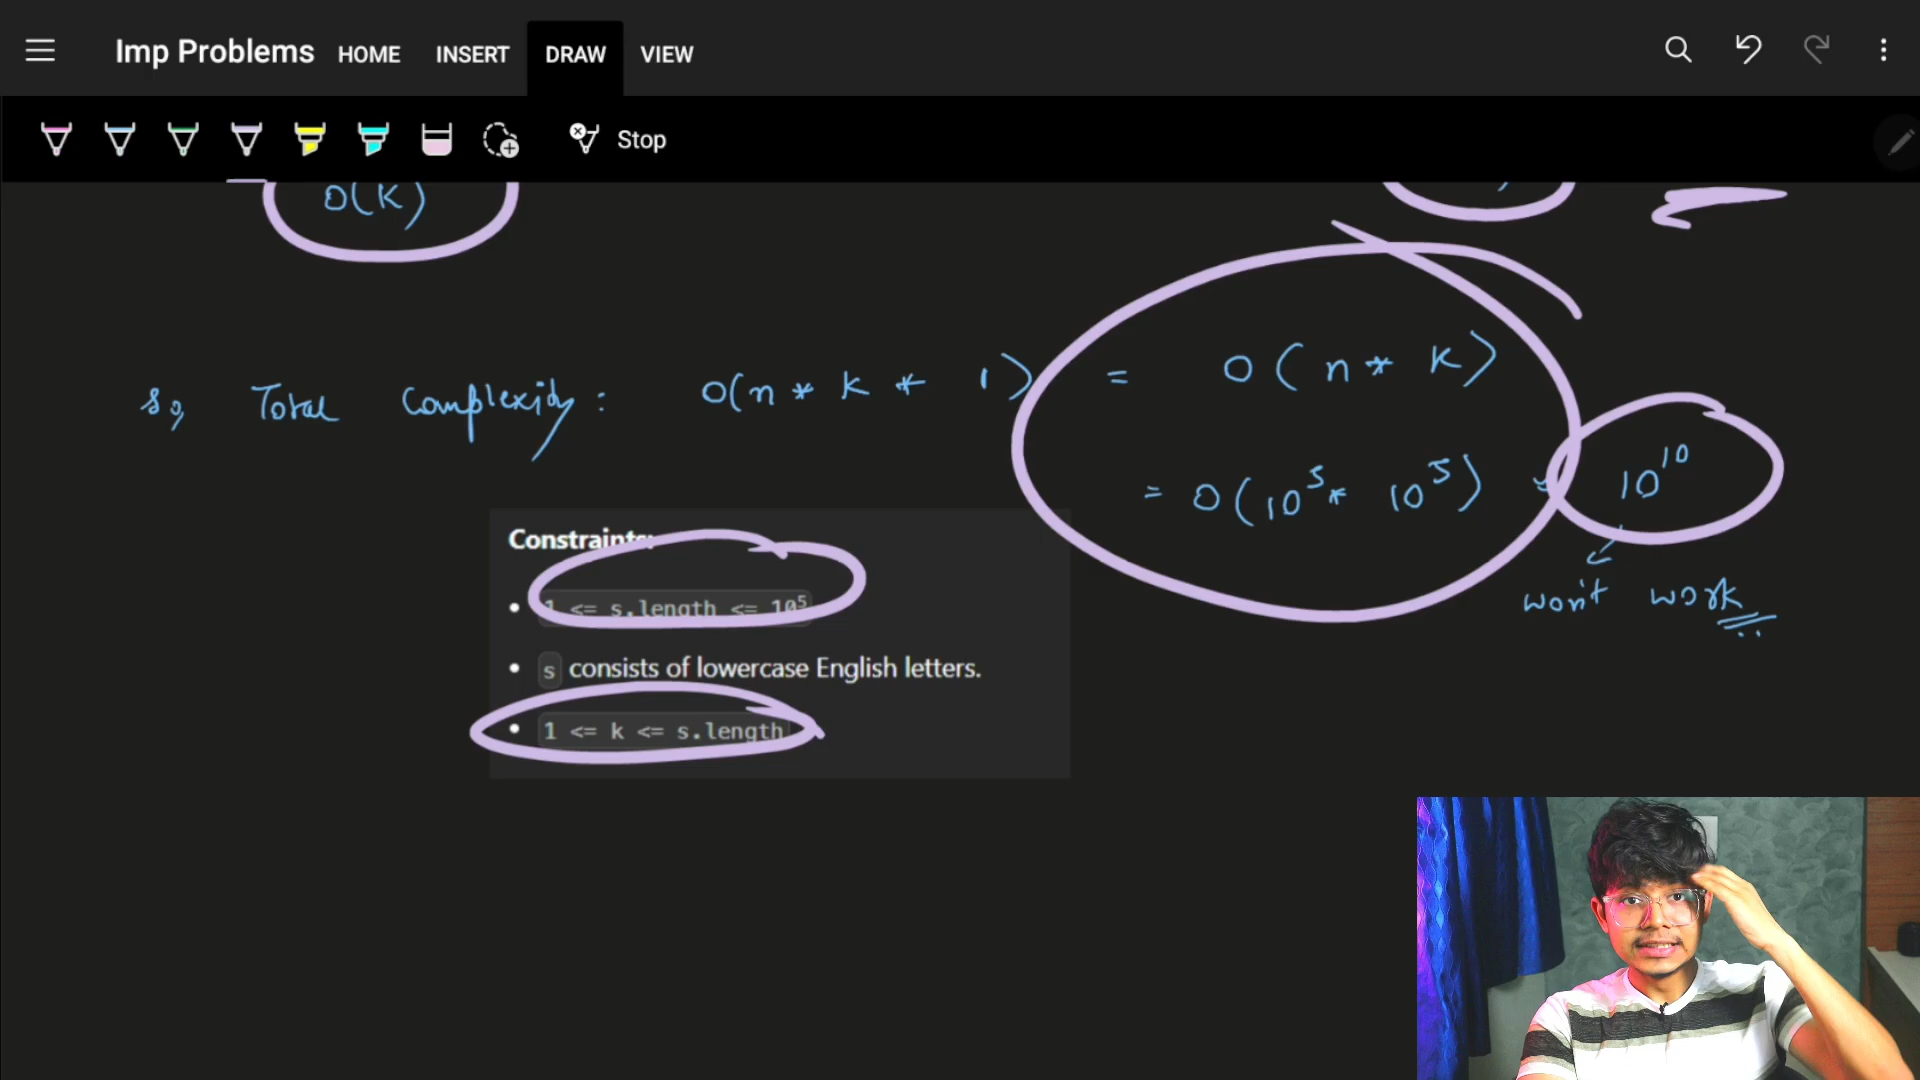 Imp Problems HOME INSERT DRAW VIEW
Stop
O(K)
So, Total Complexity: O(n * k * 1) = O(n * k)
= O(10^5 * 10^5) 10^10
won't work
Constraints:
• 1 <= s.length <= 10^5
• s consists of lowercase English letters.
• 1 <= k <= s.length